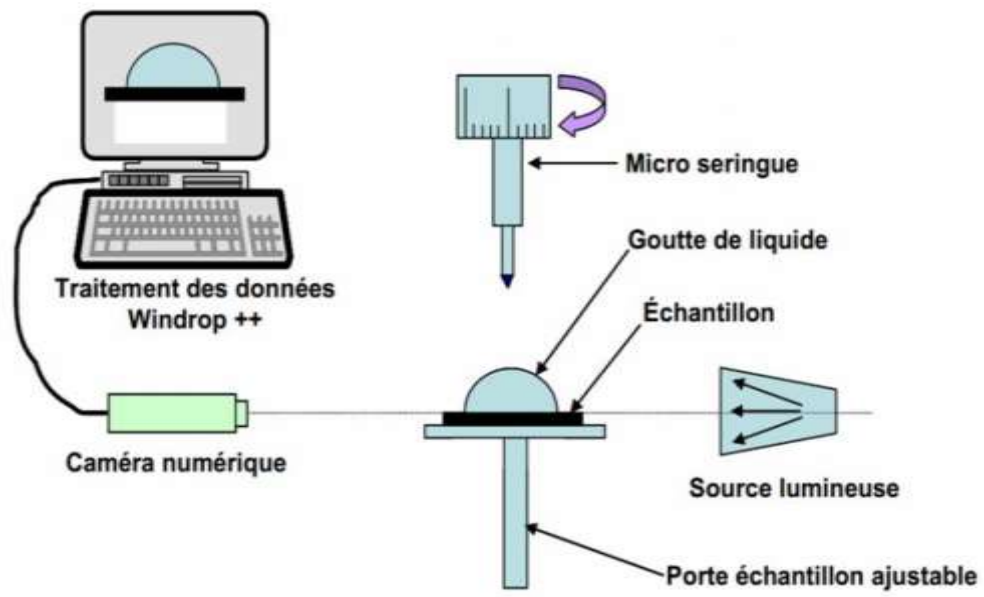 Micro seringue
Goutte de liquide
Traitement des données
Windrop ++
Échantillon
Caméra numérique
Source lumineuse
Porte échantillon ajustable